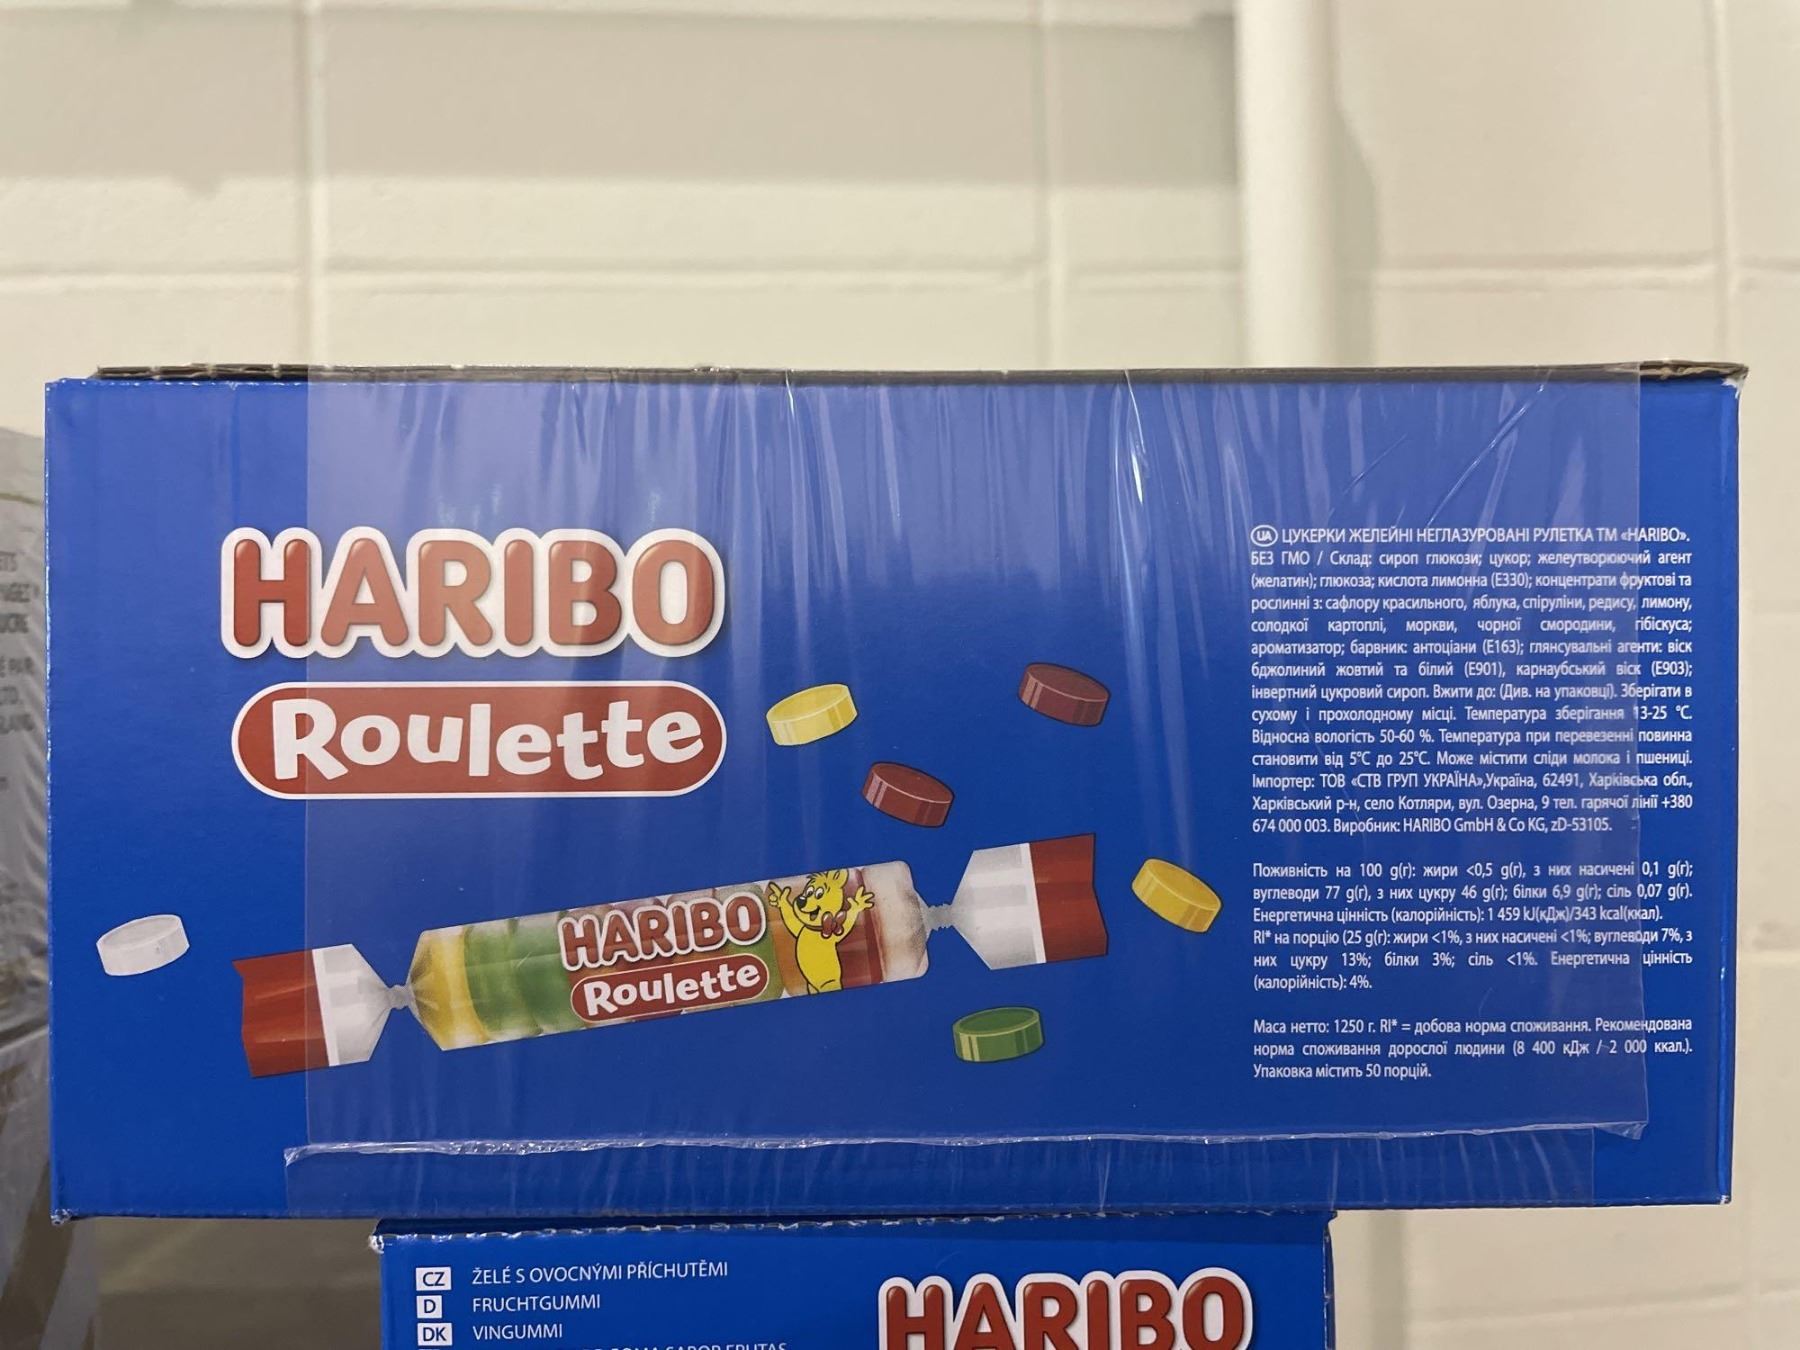 HARIBO
Roulette
HARIBO
Roulette
UA ЦУКЕРКИ ЖЕЛЕЙНІ НЕГЛАЗУРОВАНІ РУЛЕТКА ТМ «HARIBO».
БЕЗ ГМО / Склад: сироп глюкози; цукор; желеутворюючий агент
(желатин); глюкоза; кислота лимонна (Е330); концентрати фруктові та
рослинні з: сафлору красильного, яблука, спіруліни, редису, лимону,
солодкої картоплі, моркви, чорної смородини, гібіскуса;
ароматизатор; барвник: антоціани (Е163); глянсувальні агенти: віск
бджолиний жовтий та білий (Е901), карнаубський віск (Е903);
інвертний цукровий сироп. Вжити до: (Див. на упаковці). Зберігати в
сухому і прохолодному місці. Температура зберігання 13-25 °С.
Відносна вологість 50-60 %. Температура при перевезенні повинна
становити від 5°С до 25°С. Може містити сліди молока і пшениці.
Імпортер: ТОВ «СТВ ГРУП УКРАЇНА»,Україна, 62491, Харківська обл.,
Харківський р-н, село Котляри, вул. Озерна, 9 тел. гарячої лінії +380
674 000 003. Виробник: HARIBO GmbH & Co KG, zD-53105.
Поживність на 100 g(г): жири <0,5 g(г), з них насичені 0,1 g(г);
вуглеводи 77 g(г), з них цукру 46 g(г); білки 6,9 g(г); сіль 0,07 g(г).
Енергетична цінність (калорійність): 1 459 kJ(кДж)/343 kcal(ккал).
RI* на порцію (25 g(г): жири <1%, з них насичені <1%; вуглеводи 7%, з
них цукру 13%; білки 3%; сіль <1%. Енергетична цінність
(калорійність): 4%.
Маса нетто: 1250 г. RI* = добова норма споживання. Рекомендована
норма споживання дорослої людини (8 400 кДж / 2 000 ккал.).
Упаковка містить 50 порцій.
CZ ŽELÉ S OVOCNÝMI PŘÍCHUTĚMI
D FRUCHTGUMMI
DK VINGUMMI
HARIBO